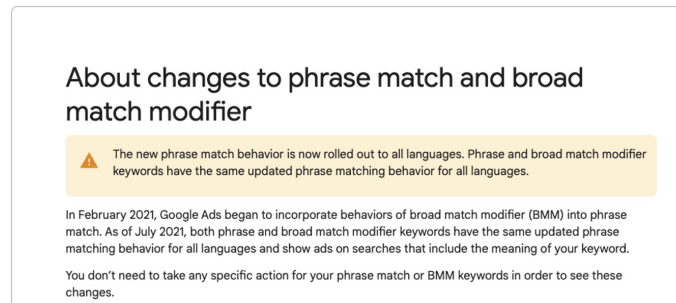 About changes to phrase match and broad
match modifier
The new phrase match behavior is now rolled out to all languages. Phrase and broad match modifier
keywords have the same updated phrase matching behavior for all languages.
In February 2021, Google Ads began to incorporate behaviors of broad match modifier (BMM) into phrase
match. As of July 2021, both phrase and broad match modifier keywords have the same updated phrase
matching behavior for all languages and show ads on searches that include the meaning of your keyword.
You don’t need to take any specific action for your phrase match or BMM keywords in order to see these
changes.